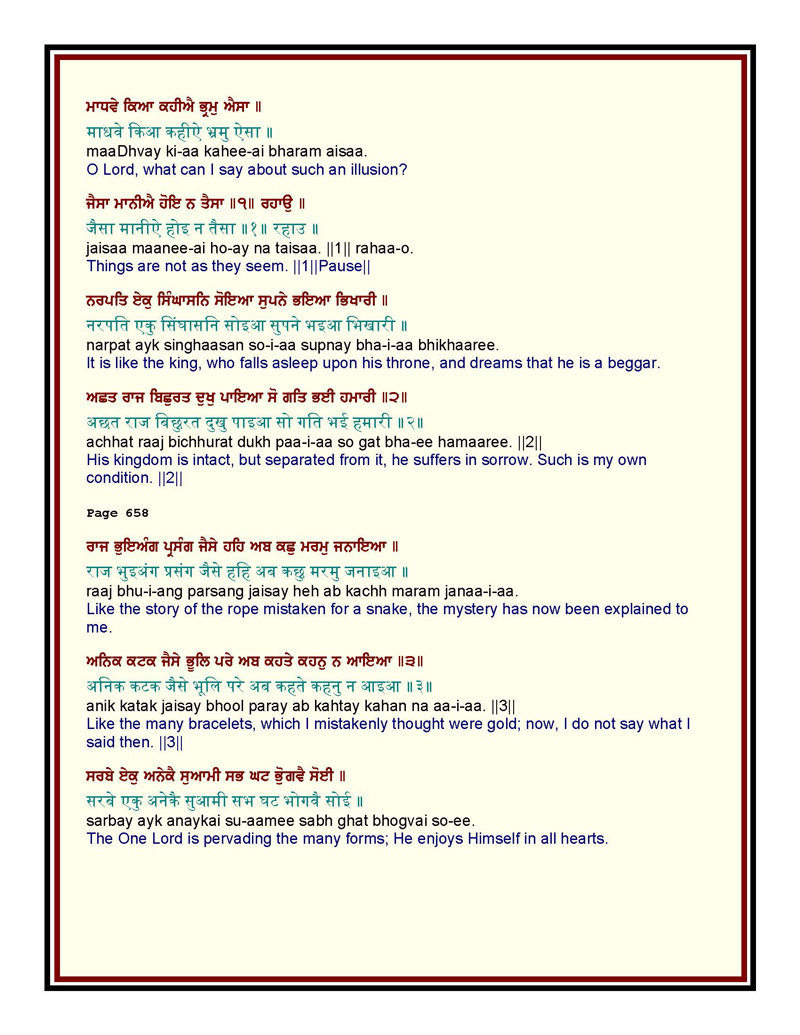 ਮਾਧਵੇ ਕਿਆ ਕਹੀਐ ਭ੍ਰਮੁ ਐਸਾ ॥
माधवे किआ कहीऐ भ्रमु ऐसा ॥
maaDhvay ki-aa kahee-ai bharam aisaa.
O Lord, what can I say about such an illusion?
ਜੈਸਾ ਮਾਨੀਐ ਹੋਇ ਨ ਤੈਸਾ ॥੧॥ ਰਹਾਉ ॥
जैसा मानीऐ होइ न तैसा ॥१॥ रहाउ ॥
jaisaa maanee-ai ho-ay na taisaa. ||1|| rahaa-o.
Things are not as they seem. ||1||Pause||
ਨਰਪਤਿ ਏਕੁ ਸਿੰਘਾਸਨਿ ਸੋਇਆ ਸੁਪਨੇ ਭਇਆ ਭਿਖਾਰੀ ॥
नरपति एकु सिंघासनि सोइआ सुपने भइआ भिखारी ॥
narpat ayk singhaasan so-i-aa supnay bha-i-aa bhikhaaree.
It is like the king, who falls asleep upon his throne, and dreams that he is a beggar.
ਅਛਤ ਰਾਜ ਬਿਛੁਰਤ ਦੁਖੁ ਪਾਇਆ ਸੋ ਗਤਿ ਭਈ ਹਮਾਰੀ ॥੨॥
अछत राज बिछुरत दुखु पाइआ सो गति भई हमारी ॥२॥
achhat raaj bichhurat dukh paa-i-aa so gat bha-ee hamaaree. ||2||
His kingdom is intact, but separated from it, he suffers in sorrow. Such is my own
condition. ||2||
Page 658
ਰਾਜ ਭੁਇਅੰਗ ਪ੍ਰਸੰਗ ਜੈਸੇ ਹਹਿ ਅਬ ਕਛੁ ਮਰਮੁ ਜਨਾਇਆ ॥
राज भुइअंग प्रसंग जैसे हहि अब कछु मरमु जनाइआ ॥
raaj bhu-i-ang parsang jaisay heh ab kachh maram janaa-i-aa.
Like the story of the rope mistaken for a snake, the mystery has now been explained to
me.
ਅਨਿਕ ਕਟਕ ਜੈਸੇ ਭੂਲਿ ਪਰੇ ਅਬ ਕਹਤੇ ਕਹਨੁ ਨ ਆਇਆ ॥੩॥
अनिक कटक जैसे भूलि परे अब कहते कहनु न आइआ ॥३॥
anik katak jaisay bhool paray ab kahtay kahan na aa-i-aa. ||3||
Like the many bracelets, which I mistakenly thought were gold; now, I do not say what I
said then. ||3||
ਸਰਬੇ ਏਕੁ ਅਨੇਕੈ ਸੁਆਮੀ ਸਭ ਘਟ ਭੋੁਗਵੈ ਸੋਈ ॥
सरबे एकु अनेकै सुआमी सभ घट भोगवै सोई ॥
sarbay ayk anaykai su-aamee sabh ghat bhogvai so-ee.
The One Lord is pervading the many forms; He enjoys Himself in all hearts.